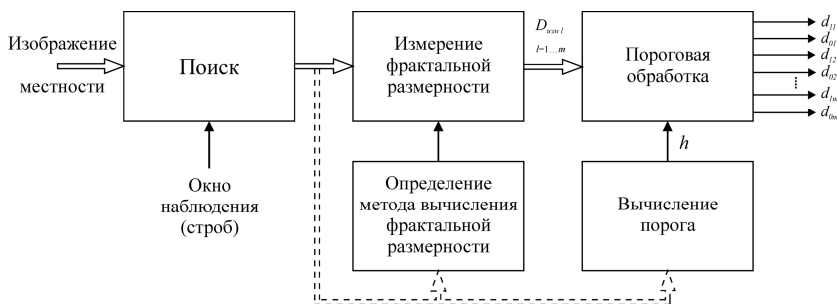 Изображение
местности
Поиск
Окно
наблюдения
(строб)
Измерение
фрактальной
размерности
Определение
метода вычисления
фрактальной
размерности
D изм l
l=1…m
Пороговая
обработка
h
Вычисление
порога
d11
d01
d12
d02
d1m
d0m